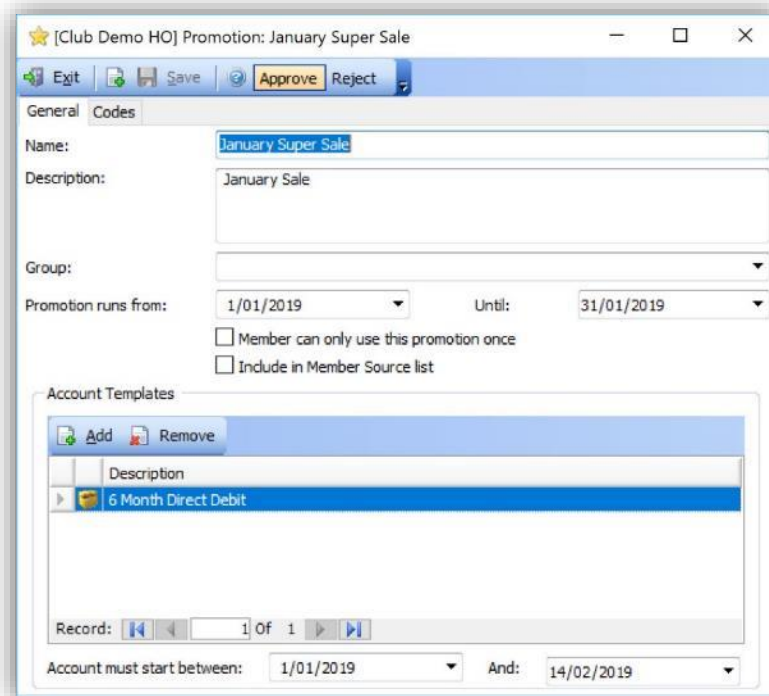 [Club Demo HO] Promotion: January Super Sale
Exit Save Approve Reject
General Codes
Name: January Super Sale
Description: January Sale
Group:
Promotion runs from: 1/01/2019 Until: 31/01/2019
Member can only use this promotion once
Include in Member Source list
Account Templates
Add Remove
Description
6 Month Direct Debit
Record: 1 Of 1
Account must start between: 1/01/2019 And: 14/02/2019